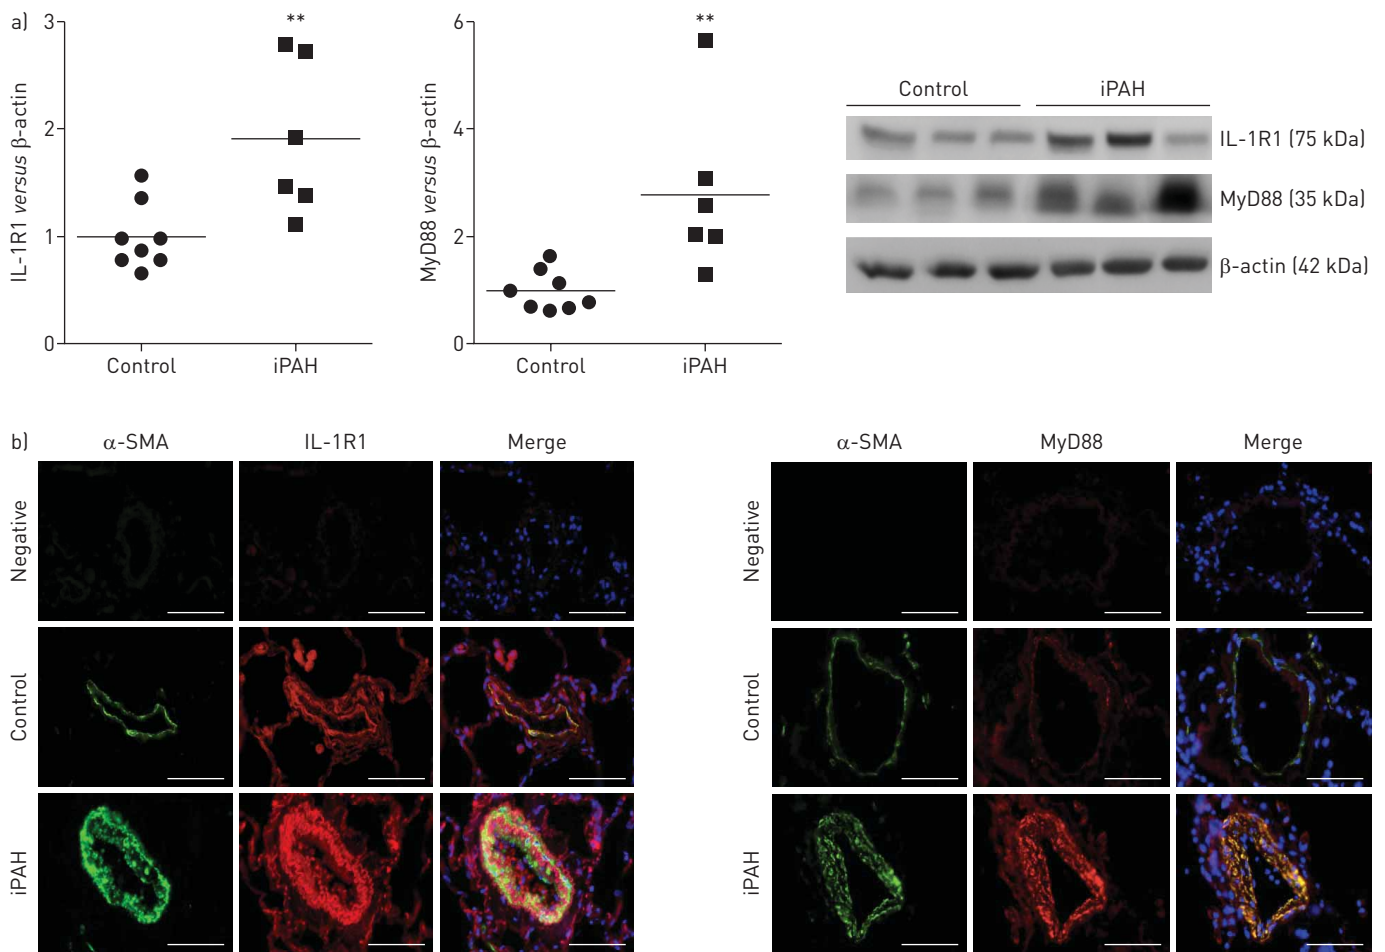 a)
3
2
1
0
IL-1R1 versus β-actin
**
Control
iPAH
6
4
2
0
MyD88 versus β-actin
**
Control
iPAH
Control
iPAH
IL-1R1 (75 kDa)
MyD88 (35 kDa)
β-actin (42 kDa)
b)
α-SMA
IL-1R1
Merge
Negative
Control
iPAH
α-SMA
MyD88
Merge
Negative
Control
iPAH